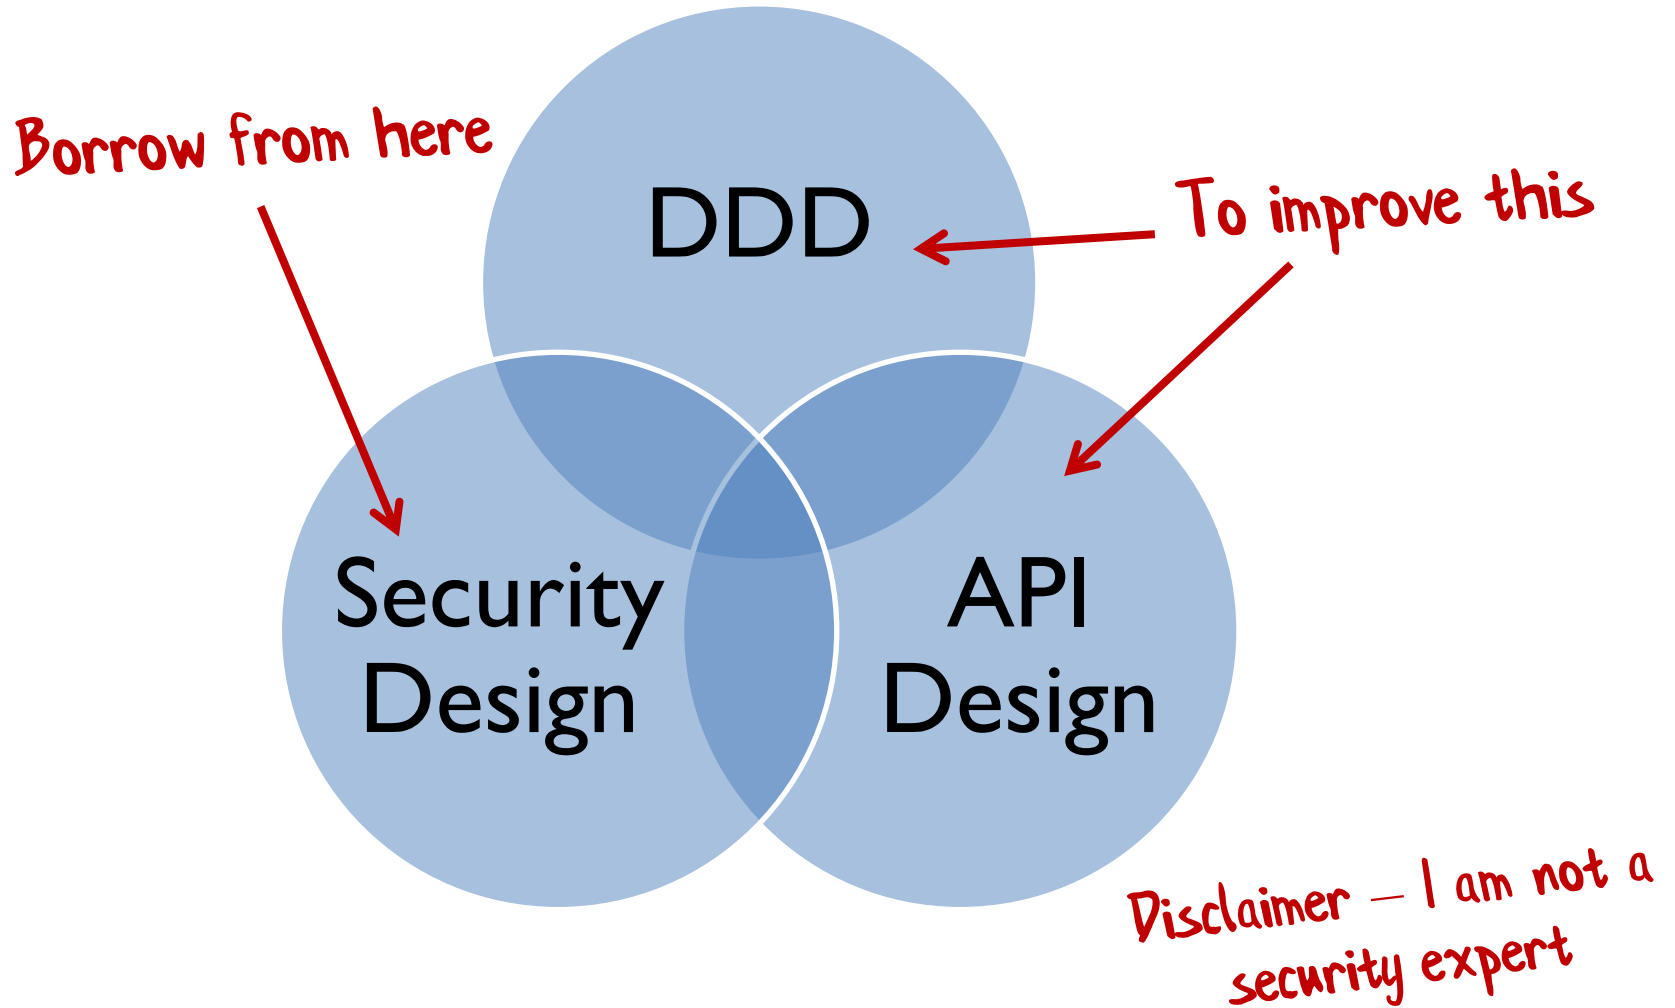 Borrow from here
DDD
To improve this
Security
Design
API
Design
Disclaimer – I am not a
security expert